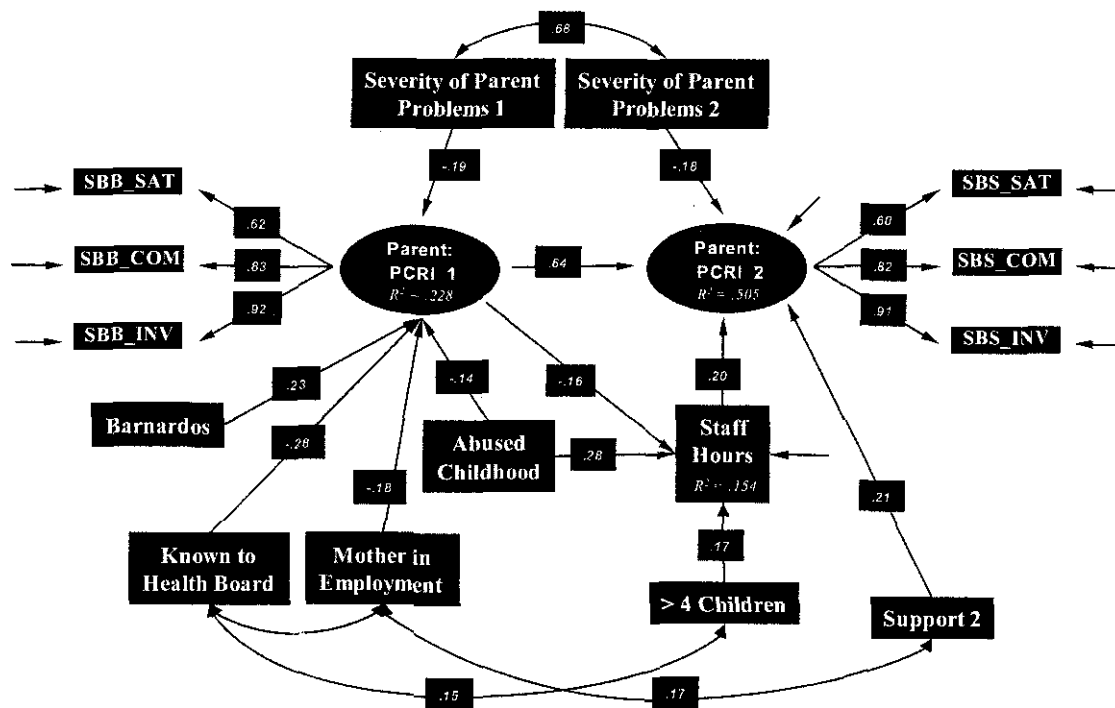 .68
Severity of Parent
Problems 1
Severity of Parent
Problems 2
-.19
-.18
SBB_SAT
SBS_SAT
.62
.60
Parent:
PCRI_1
R² = .228
Parent:
PCRI 2
R² = .505
SBB_COM
.83
.64
.82
SBS_COM
.92
.91
SBB_INV
SBS_INV
.23
-.14
-.16
.20
Barnardos
-.28
Abused
Childhood
.28
Staff
Hours
R² = .154
-.18
.21
Known to
Health Board
Mother in
Employment
.17
> 4 Children
Support 2
.15
.17